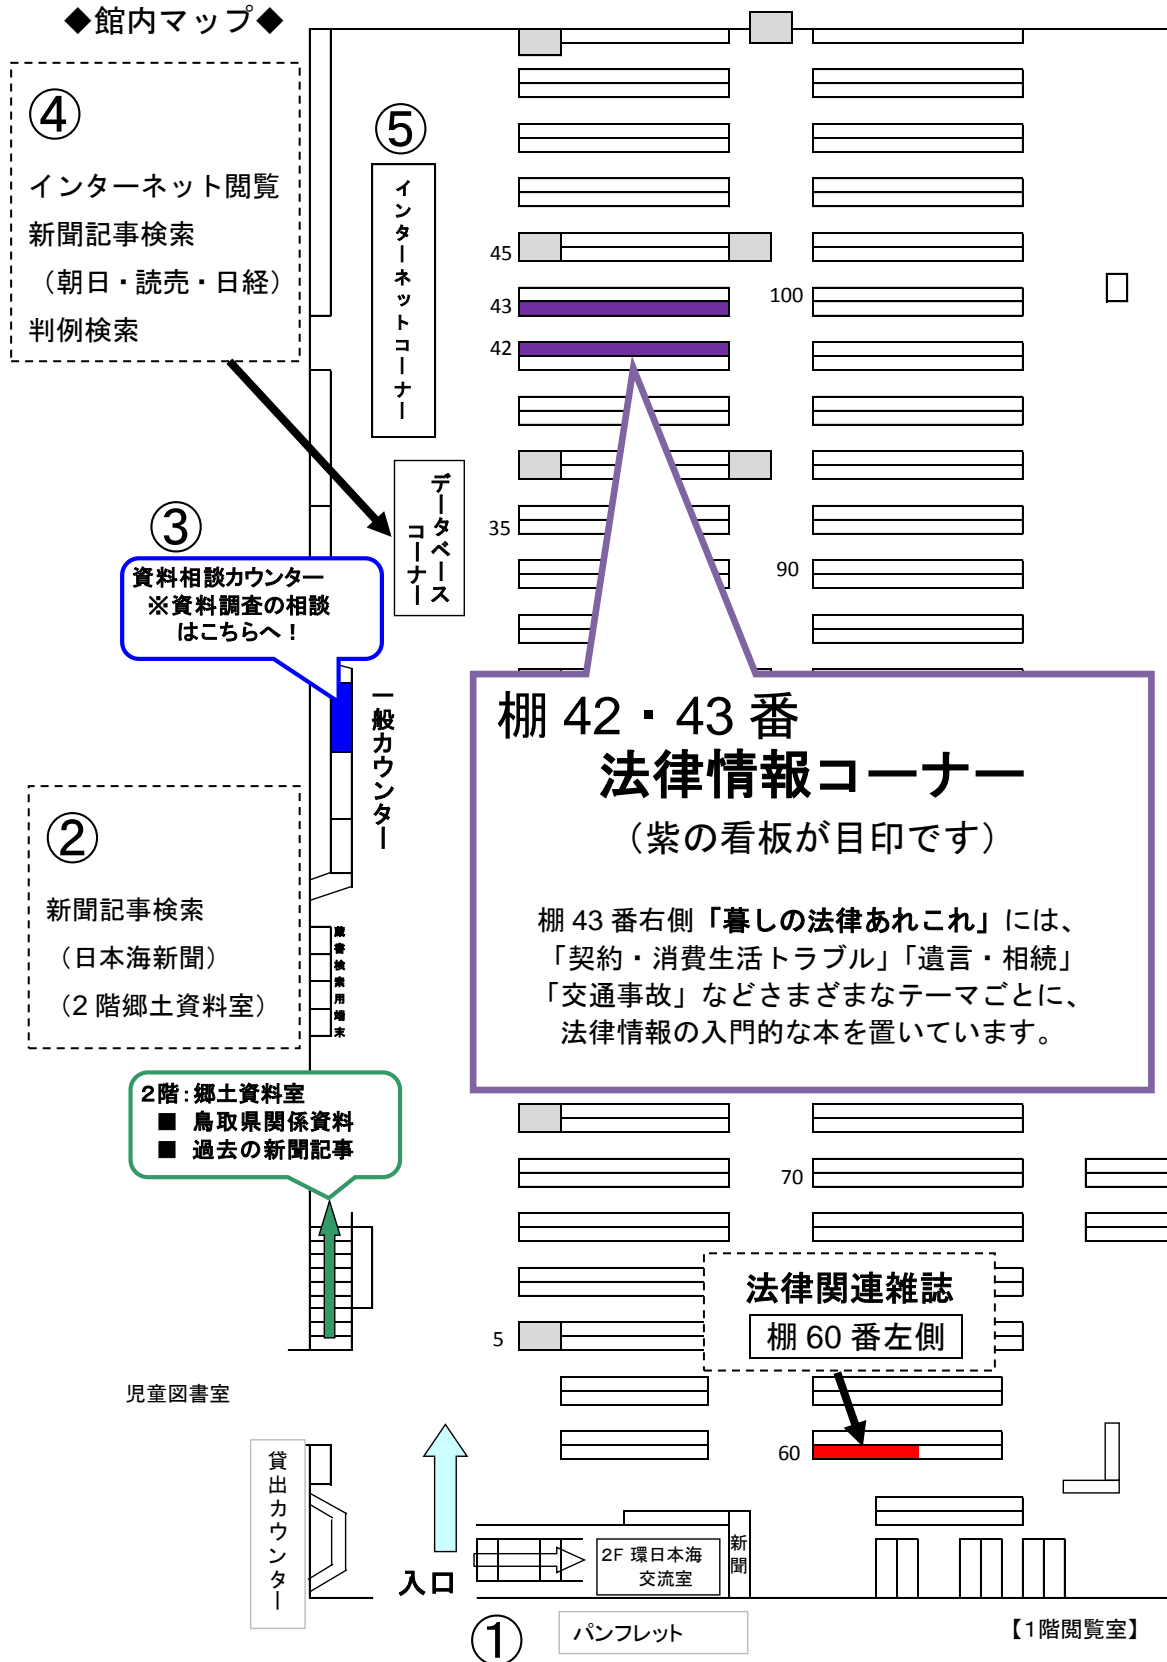 ◆館内マップ◆
④
インターネット閲覧
新聞記事検索
（朝日・読売・日経）
判例検索
⑤
インターネットコーナー
データベース
コーナー
③
資料相談カウンター
※資料調査の相談
はこちらへ！
一般カウンター
②
新聞記事検索
（日本海新聞）
（2階郷土資料室）
蔵書検索用端末
2階：郷土資料室
■ 鳥取県関係資料
■ 過去の新聞記事
45
43
42
35
100
90
棚 42・43 番
法律情報コーナー
（紫の看板が目印です）
棚 43 番右側「暮しの法律あれこれ」には、
「契約・消費生活トラブル」「遺言・相続」
「交通事故」などさまざまなテーマごとに、
法律情報の入門的な本を置いています。
70
法律関連雑誌
棚 60 番左側
5
60
児童図書室
貸出カウンター
入口
2F 環日本海
交流室
新聞
①
パンフレット
【1階閲覧室】